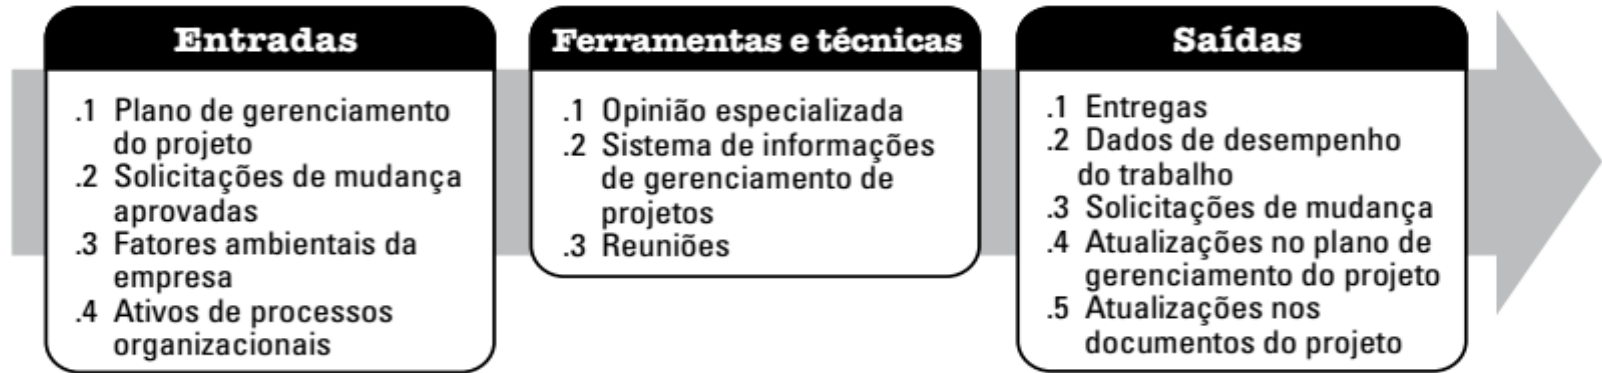 Entradas
.1 Plano de gerenciamento
do projeto
.2 Solicitações de mudança
aprovadas
.3 Fatores ambientais da
empresa
.4 Ativos de processos
organizacionais
Ferramentas e técnicas
.1 Opinião especializada
.2 Sistema de informações
de gerenciamento de
projetos
.3 Reuniões
Saídas
.1 Entregas
.2 Dados de desempenho
do trabalho
.3 Solicitações de mudança
.4 Atualizações no plano de
gerenciamento do projeto
.5 Atualizações nos
documentos do projeto